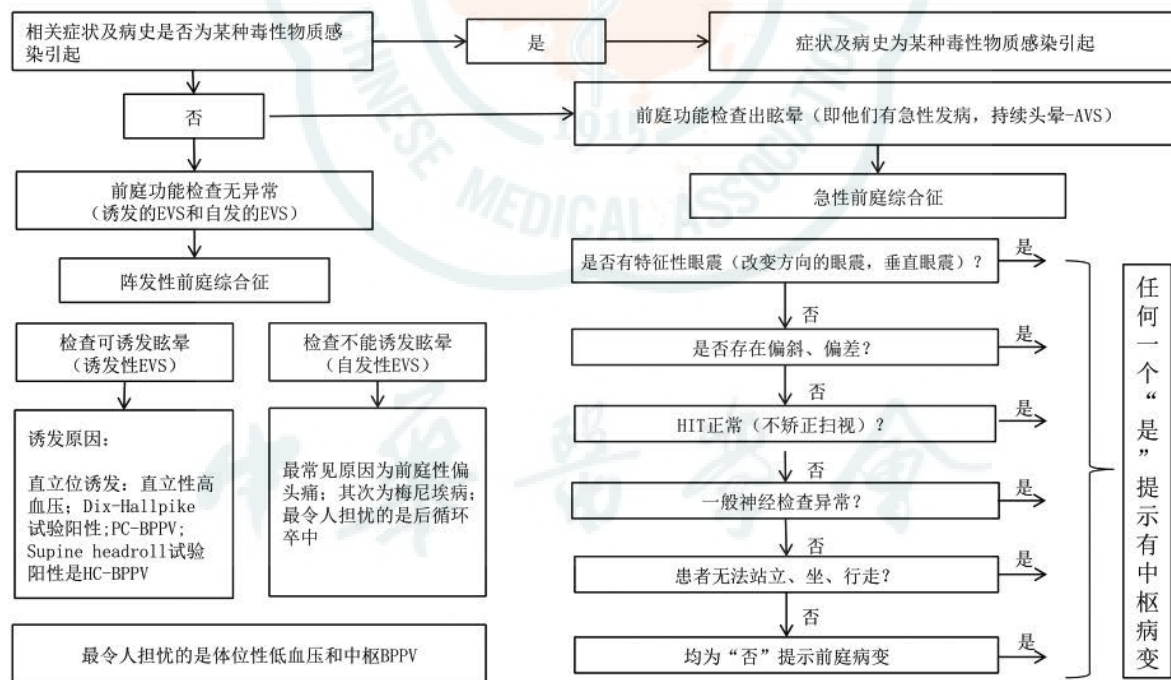 相关症状及病史是否为某种毒性物质感
染引起
是
症状及病史为某种毒性物质感染引起
否
前庭功能检查出眩晕（即他们有急性发病，持续头晕-AVS）
前庭功能检查无异常
（诱发的EVS和自发的EVS）
急性前庭综合征
阵发性前庭综合征
检查可诱发眩晕
（诱发性EVS）
检查不能诱发眩晕
（自发性EVS）
诱发原因：
直立位诱发：直立性高
血压；Dix-Hallpike
试验阳性;PC-BPPV;
Supine headroll试验
阳性是HC-BPPV
最常见原因为前庭性偏
头痛；其次为梅尼埃病；
最令人担忧的是后循环
卒中
最令人担忧的是体位性低血压和中枢BPPV
是否有特征性眼震（改变方向的眼震，垂直眼震）？
是
否
是否存在偏斜、偏差？
是
否
HIT正常（不矫正扫视）？
是
否
一般神经检查异常？
是
否
患者无法站立、坐、行走？
是
否
均为“否”提示前庭病变
是
任何一个“是”提示有中枢病变
1915
CHINESE MEDICAL ASSOCIATION